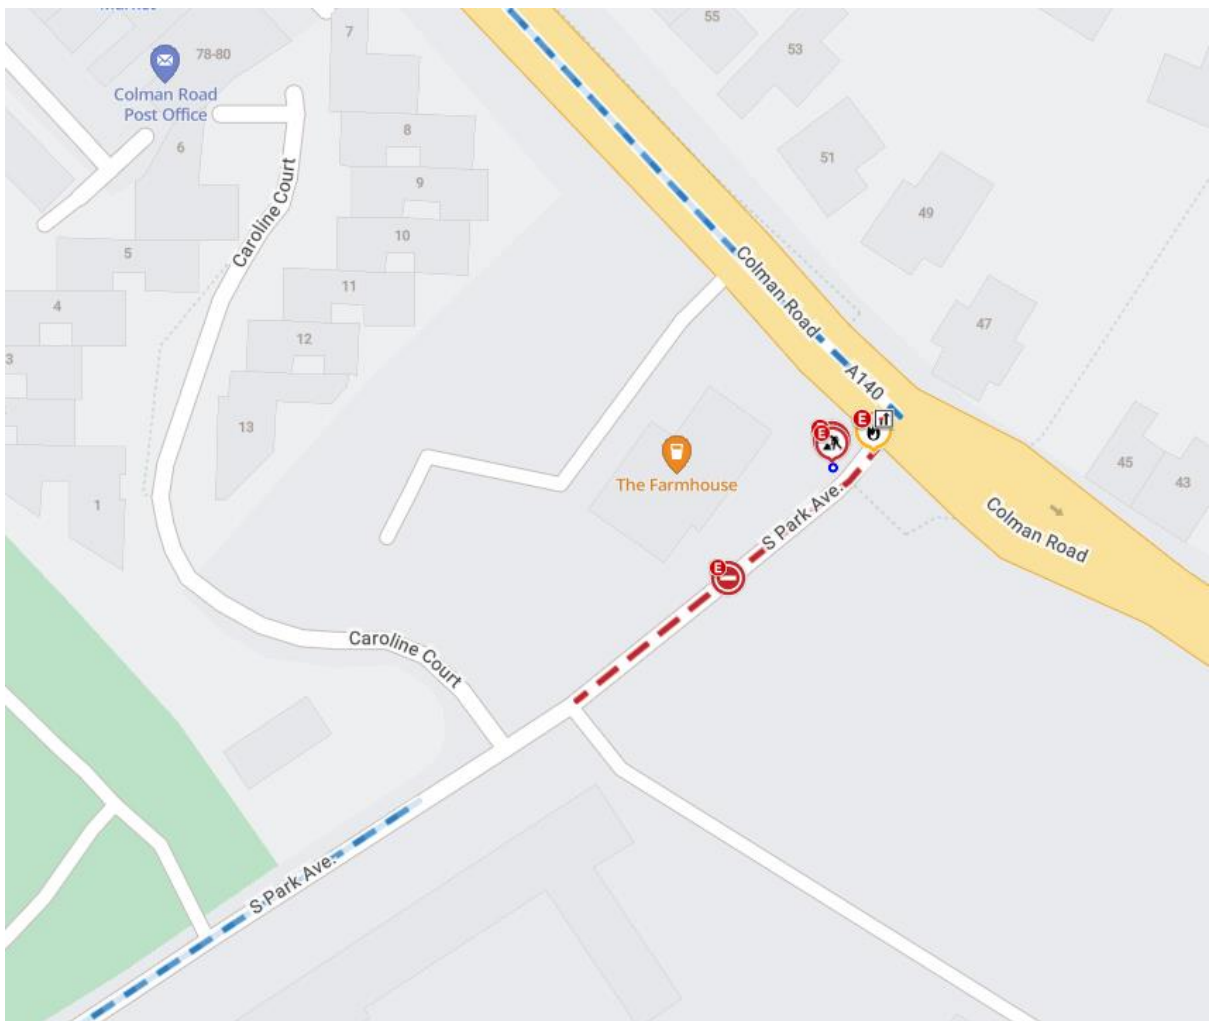 Market
55
7
78-80
53
Colman Road
Post Office
8
51
6
9
49
Caroline Court
10
5
11
Colman Road
4
47
12
3
A140
E
E
13
45
The Farmhouse
43
S Park Ave.
1
Colman Road
E
Caroline Court
S Park Ave.